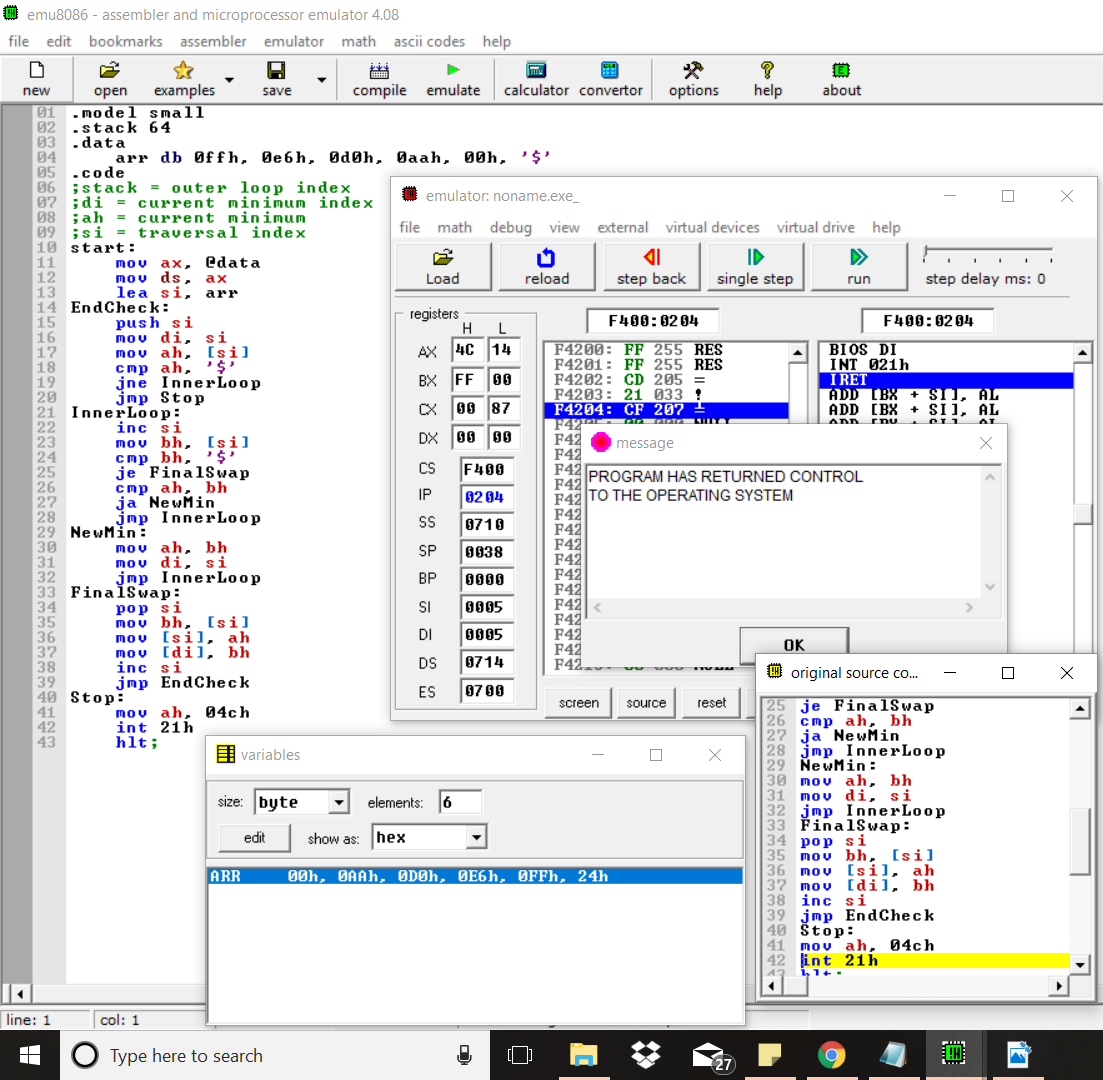 emu8086 - assembler and microprocessor emulator 4.08
file edit bookmarks assembler emulator math ascii codes help
new open examples save compile emulate calculator convertor options help about
01 .model small
02 .stack 64
03 .data
04 arr db 0ffh, 0e6h, 0d0h, 0aah, 00h, '$'
05 .code
06 ;stack = outer loop index
07 ;di = current minimum index
08 ;ah = current minimum
09 ;si = traversal index
10 start:
11 mov ax, @data
12 mov ds, ax
13 lea si, arr
14 EndCheck:
15 push si
16 mov di, si
17 mov ah, [si]
18 cmp ah, '$'
19 jne InnerLoop
20 jmp Stop
21 InnerLoop:
22 inc si
23 mov bh, [si]
24 cmp bh, '$'
25 je FinalSwap
26 cmp ah, bh
27 ja NewMin
28 jmp InnerLoop
29 NewMin:
30 mov ah, bh
31 mov di, si
32 jmp InnerLoop
33 FinalSwap:
34 pop si
35 mov bh, [si]
36 mov [si], ah
37 mov [di], bh
38 inc si
39 jmp EndCheck
40 Stop:
41 mov ah, 04ch
42 int 21h
43 hlt;
emulator: noname.exe_
file math debug view external virtual devices virtual drive help
Load reload step back single step run step delay ms: 0
registers
H L
AX 4C 14
BX FF 00
CX 00 87
DX 00 00
CS F400
IP 0204
SS 0710
SP 0038
BP 0000
SI 0005
DI 0005
DS 0714
ES 0700
F400:0204 F400:0204
F4200: FF 255 RES
F4201: FF 255 RES
F4202: CD 205 =
F4203: 21 033 !
F4204: CF 207
BIOS DI
INT 021h
IRET
ADD [BX + SI], AL
ADD [BX + SI], AL
screen source reset
message
PROGRAM HAS RETURNED CONTROL
TO THE OPERATING SYSTEM
OK
original source co...
25 je FinalSwap
26 cmp ah, bh
27 ja NewMin
28 jmp InnerLoop
29 NewMin:
30 mov ah, bh
31 mov di, si
32 jmp InnerLoop
33 FinalSwap:
34 pop si
35 mov bh, [si]
36 mov [si], ah
37 mov [di], bh
38 inc si
39 jmp EndCheck
40 Stop:
41 mov ah, 04ch
42 int 21h
variables
size: byte elements: 6
edit show as: hex
ARR 00h, 0AAh, 0D0h, 0E6h, 0FFh, 24h
line: 1 col: 1
Type here to search
27